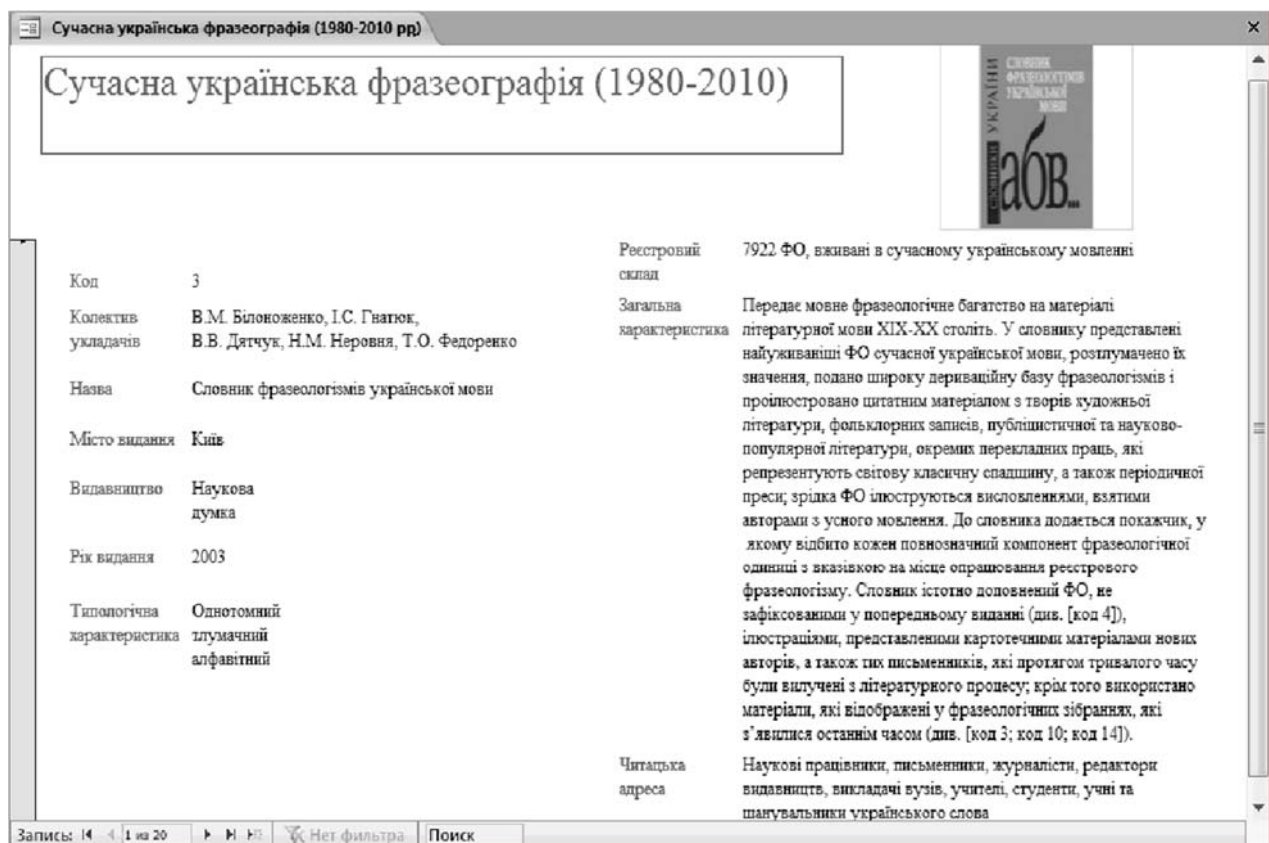 Сучасна українська фразеографія (1980-2010 рр)
Сучасна українська фразеографія (1980-2010)
СЛОВНИКИ УКРАЇНИ
СЛОВНИК
ФРАЗЕОЛОГІЗМІВ
УКРАЇНСЬКОЇ
МОВИ
абв...
Код 3
Колектив укладачів
В.М. Білоноженко, І.С. Гнатюк,
В.В. Дятчук, Н.М. Неровня, Т.О. Федоренко
Назва Словник фразеологізмів української мови
Місто видання Київ
Видавництво Наукова
думка
Рік видання 2003
Типологічна Однотомний
характеристика тлумачний
алфавітний
Реєстровий 7922 ФО, вживані в сучасному українському мовленні
склад
Загальна Передає мовне фразеологічне багатство на матеріалі
характеристика літературної мови XIX-XX століть. У словнику представлені
найуживаніші ФО сучасної української мови, розтлумачено їх
значення, подано широку дериваційну базу фразеологізмів і
проілюстровано цитатним матеріалом з творів художньої
літератури, фольклорних записів, публіцистичної та науково-
популярної літератури, окремих перекладних праць, які
репрезентують світову класичну спадщину, а також періодичної
преси; зрідка ФО ілюструються висловленнями, взятими
авторами з усного мовлення. До словника додається покажчик, у
якому відбито кожен повнозначний компонент фразеологічної
одиниці з вказівкою на місце опрацювання реєстрового
фразеологізму. Словник істотно доповнений ФО, не
зафіксованими у попередньому виданні (див. [код 4]),
ілюстраціями, представленими картотечними матеріалами нових
авторів, а також тих письменників, які протягом тривалого часу
були вилучені з літературного процесу; крім того використано
матеріали, які відображені у фразеологічних зібраннях, які
з’явилися останнім часом (див. [код 3; код 10; код 14]).
Читацька Наукові працівники, письменники, журналісти, редактори
адреса видавництв, викладачі вузів, учителі, студенти, учні та
шанувальники українського слова
Запись: 1 из 20 Нет фильтра Поиск